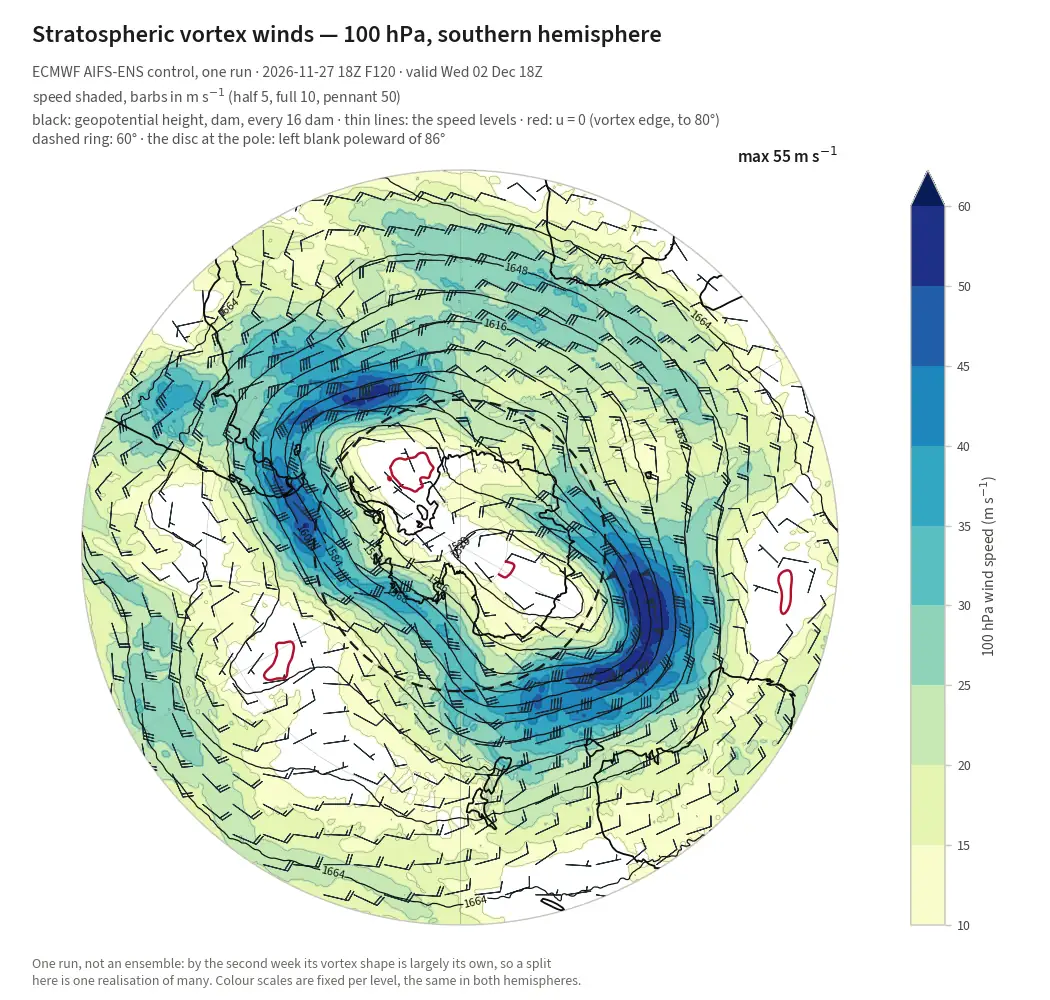 Stratospheric vortex winds — 100 hPa, southern hemisphere
ECMWF AIFS-ENS control, one run · 2026-11-27 18Z F120 · valid Wed 02 Dec 18Z
speed shaded, barbs in m s⁻¹ (half 5, full 10, pennant 50)
black: geopotential height, dam, every 16 dam · thin lines: the speed levels · red: u = 0 (vortex edge, to 80°)
dashed ring: 60° · the disc at the pole: left blank poleward of 86°
max 55 m s⁻¹
60
50
45
40
35
30
25
20
15
10
100 hPa wind speed (m s⁻¹)
1648
1664
1664
1616
1632
1584
1664
1664
One run, not an ensemble: by the second week its vortex shape is largely its own, so a split
here is one realisation of many. Colour scales are fixed per level, the same in both hemispheres.